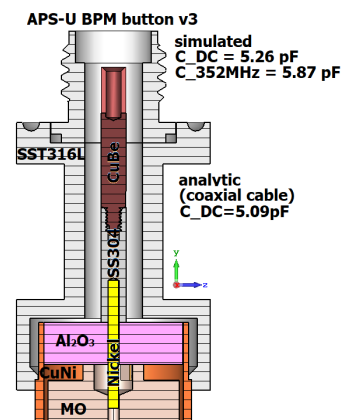 APS-U BPM button v3
simulated
C_DC = 5.26 pF
C_352MHz = 5.87 pF
SST316L
CuBe
analytic
(coaxial cable)
C_DC=5.09pF
SS304
y
z
Al₂O₃
Nickel
CuNi
MO